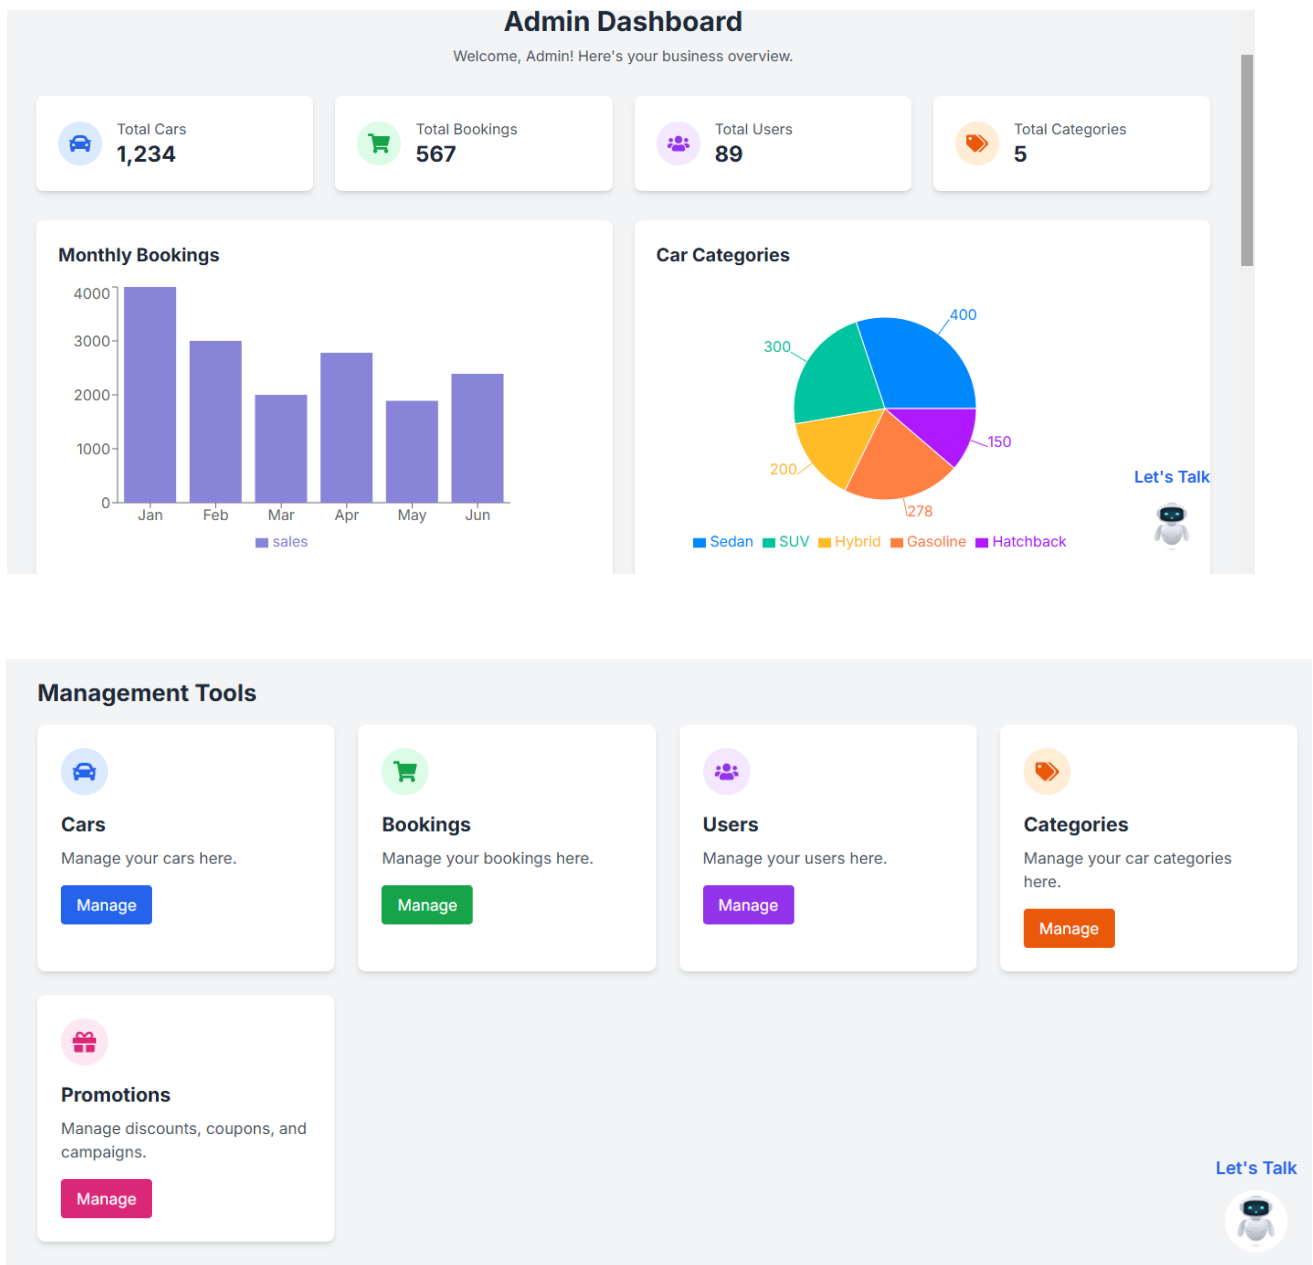 Admin Dashboard
Welcome, Admin! Here's your business overview.
Total Cars
1,234
Total Bookings
567
Total Users
89
Total Categories
5
Monthly Bookings
4000
3000
2000
1000
0
Jan Feb Mar Apr May Jun
sales
Car Categories
400
300
200
278
150
Sedan SUV Hybrid Gasoline Hatchback
Let's Talk
Management Tools
Cars
Manage your cars here.
Manage
Bookings
Manage your bookings here.
Manage
Users
Manage your users here.
Manage
Categories
Manage your car categories
here.
Manage
Promotions
Manage discounts, coupons, and
campaigns.
Manage
Let's Talk